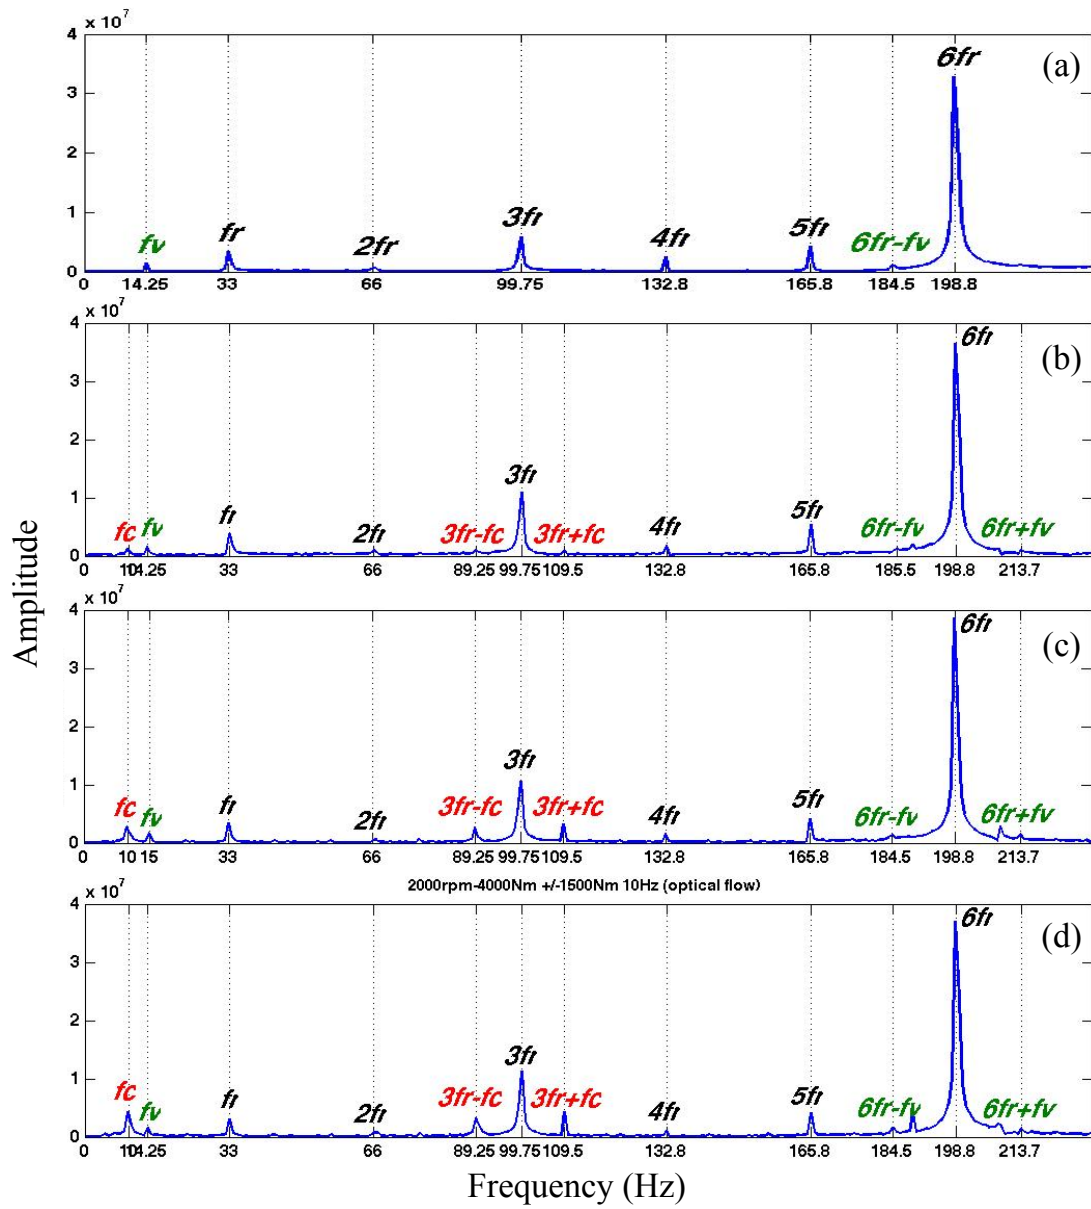 x 10⁷
4
3
2
1
0
(a)
fv
fr
2fr
3fr
4fr
5fr
6fr-fv
6fr
0 14.25 33 66 99.75 132.8 165.8 184.5 198.8
x 10⁷
4
3
2
1
0
(b)
fc
fv
fr
2fr
3fr-fc
3fr
3fr+fc
4fr
5fr
6fr-fv
6fr
6fr+fv
0 10 14.25 33 66 89.25 99.75 109.5 132.8 165.8 185.5 198.8 213.7
Amplitude
x 10⁷
4
3
2
1
0
(c)
fc
fv
fr
2fr
3fr-fc
3fr
3fr+fc
4fr
5fr
6fr-fv
6fr
6fr+fv
0 10 15 33 66 89.25 99.75 109.5 132.8 165.8 184.5 198.8 213.7
2000rpm-4000Nm +/-1500Nm 10Hz (optical flow)
x 10⁷
4
3
2
1
0
(d)
fc
fv
fr
2fr
3fr-fc
3fr
3fr+fc
4fr
5fr
6fr-fv
6fr
6fr+fv
0 10 14.25 33 66 89.25 99.75 109.5 132.8 165.8 184.5 198.8 213.7
Frequency (Hz)